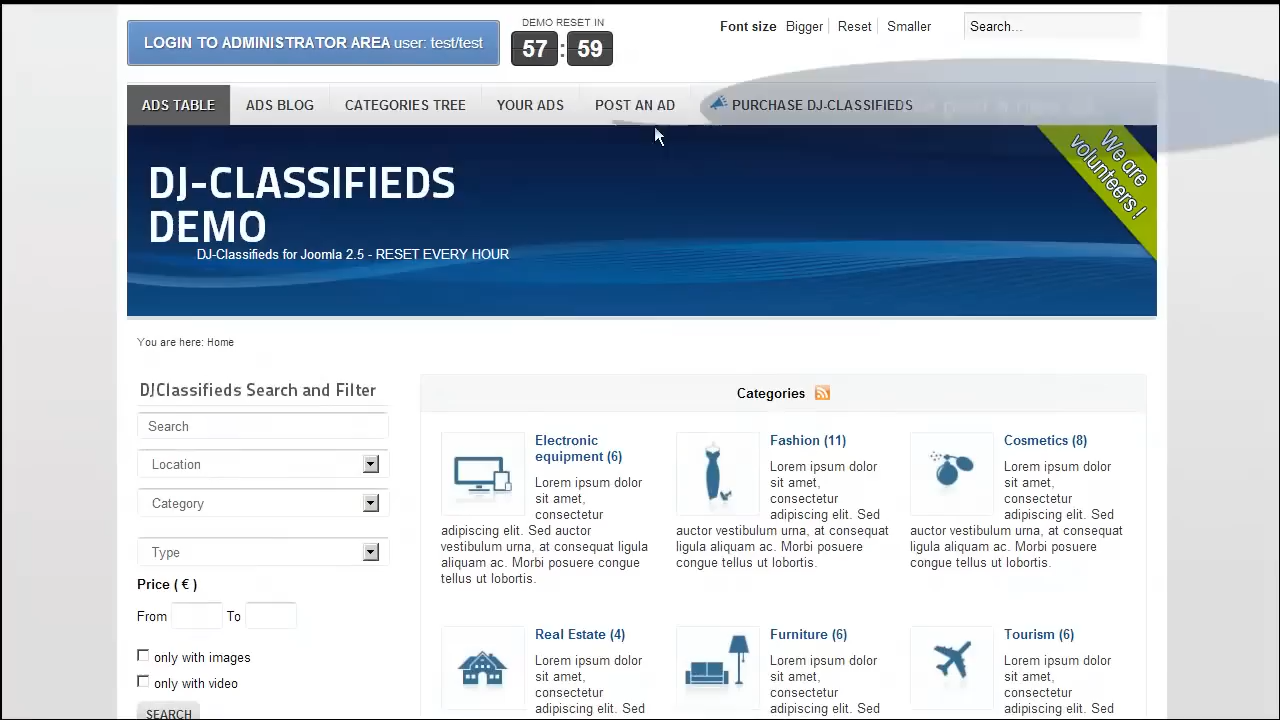 LOGIN TO ADMINISTRATOR AREA user: test/test
DEMO RESET IN
57 : 59
Font size Bigger Reset Smaller
Search...
ADS TABLE ADS BLOG CATEGORIES TREE YOUR ADS POST AN AD PURCHASE DJ-CLASSIFIEDS
We are
volunteers !
DJ-CLASSIFIEDS
DEMO
DJ-Classifieds for Joomla 2.5 - RESET EVERY HOUR
You are here: Home
DJClassifieds Search and Filter
Search
Location
Category
Type
Price ( € )
From To
only with images
only with video
SEARCH
Categories
Electronic
equipment (6)
Lorem ipsum dolor
sit amet,
consectetur
adipiscing elit. Sed auctor
vestibulum urna, at consequat ligula
aliquam ac. Morbi posuere congue
tellus ut lobortis.
Fashion (11)
Lorem ipsum dolor
sit amet,
consectetur
adipiscing elit. Sed
auctor vestibulum urna, at consequat
ligula aliquam ac. Morbi posuere
congue tellus ut lobortis.
Cosmetics (8)
Lorem ipsum dolor
sit amet,
consectetur
adipiscing elit. Sed
auctor vestibulum urna, at consequat
ligula aliquam ac. Morbi posuere
congue tellus ut lobortis.
Real Estate (4)
Lorem ipsum dolor
sit amet,
consectetur
adipiscing elit. Sed
Furniture (6)
Lorem ipsum dolor
sit amet,
consectetur
adipiscing elit. Sed
Tourism (6)
Lorem ipsum dolor
sit amet,
consectetur
adipiscing elit. Sed